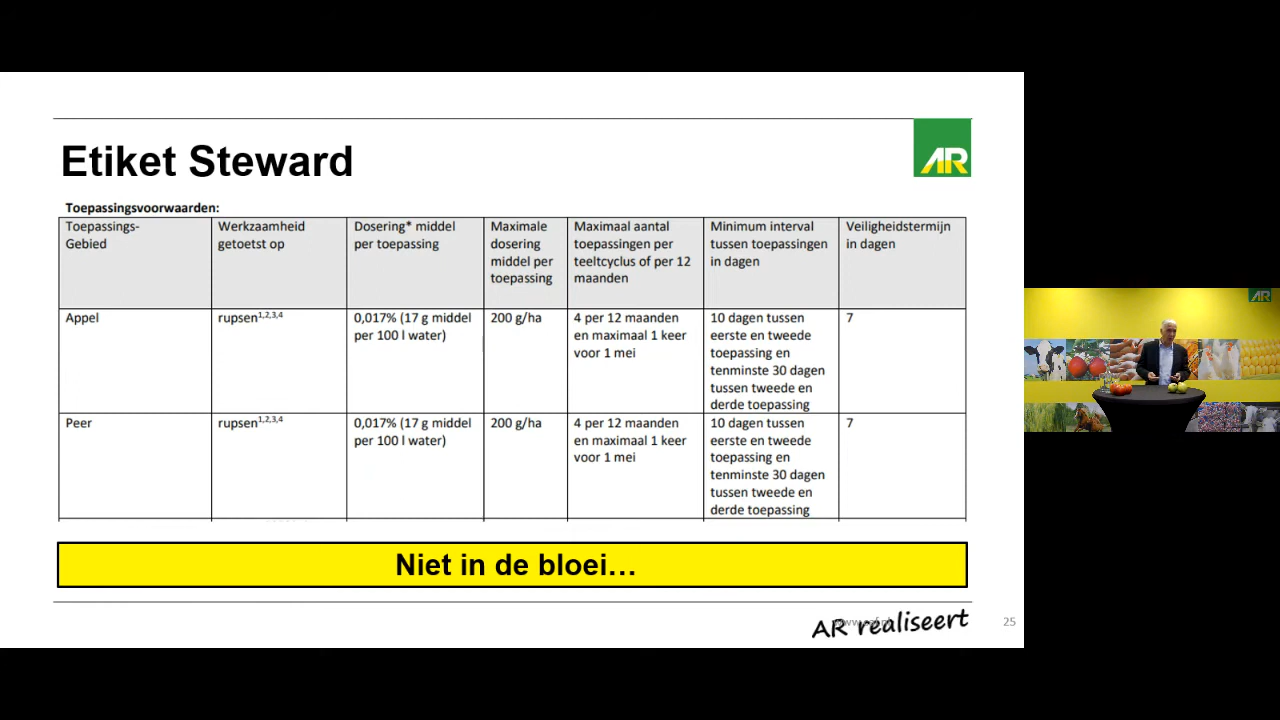 Etiket Steward
AR
Toepassingsvoorwaarden:
Toepassings-
Gebied
Werkzaamheid
getoetst op
Dosering* middel
per toepassing
Maximale
dosering
middel per
toepassing
Maximaal aantal
toepassingen per
teeltcyclus of per 12
maanden
Minimum interval
tussen toepassingen
in dagen
Veiligheidstermijn
in dagen
Appel
rupsen1,2,3,4
0,017% (17 g middel
per 100 l water)
200 g/ha
4 per 12 maanden
en maximaal 1 keer
voor 1 mei
10 dagen tussen
eerste en tweede
toepassing en
tenminste 30 dagen
tussen tweede en
derde toepassing
7
Peer
rupsen1,2,3,4
0,017% (17 g middel
per 100 l water)
200 g/ha
4 per 12 maanden
en maximaal 1 keer
voor 1 mei
10 dagen tussen
eerste en tweede
toepassing en
tenminste 30 dagen
tussen tweede en
derde toepassing
7
Niet in de bloei...
AR realiseert
25
AR